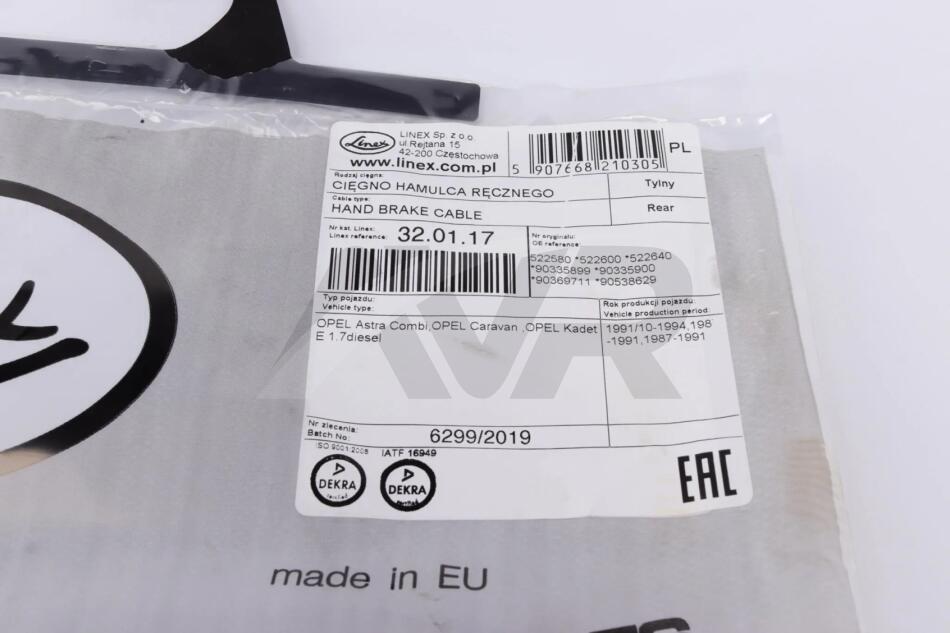 Linex
LINEX Sp. z o.o.
ul.Rejtana 15
42-200 Częstochowa
www.linex.com.pl
5 907668 210305
PL
Rodzaj cięgna:
CIĘGNO HAMULCA RĘCZNEGO
Tylny
Cable type:
HAND BRAKE CABLE
Rear
Nr kat. Linex:
Linex reference:
32.01.17
Nr oryginału:
OE reference:
522580 *522600 *522640
*90335899 *90335900
*90369711 *90538629
Typ pojazdu:
Vehicle type:
Rok produkcji pojazdu:
Vehicle production period:
OPEL Astra Combi,OPEL Caravan ,OPEL Kadet
E 1.7diesel
1991/10-1994,198
-1991,1987-1991
Nr zlecenia:
Batch No:
6299/2019
ISO 9001:2008
IATF 16949
DEKRA
DEKRA
EAC
AVR
made in EU